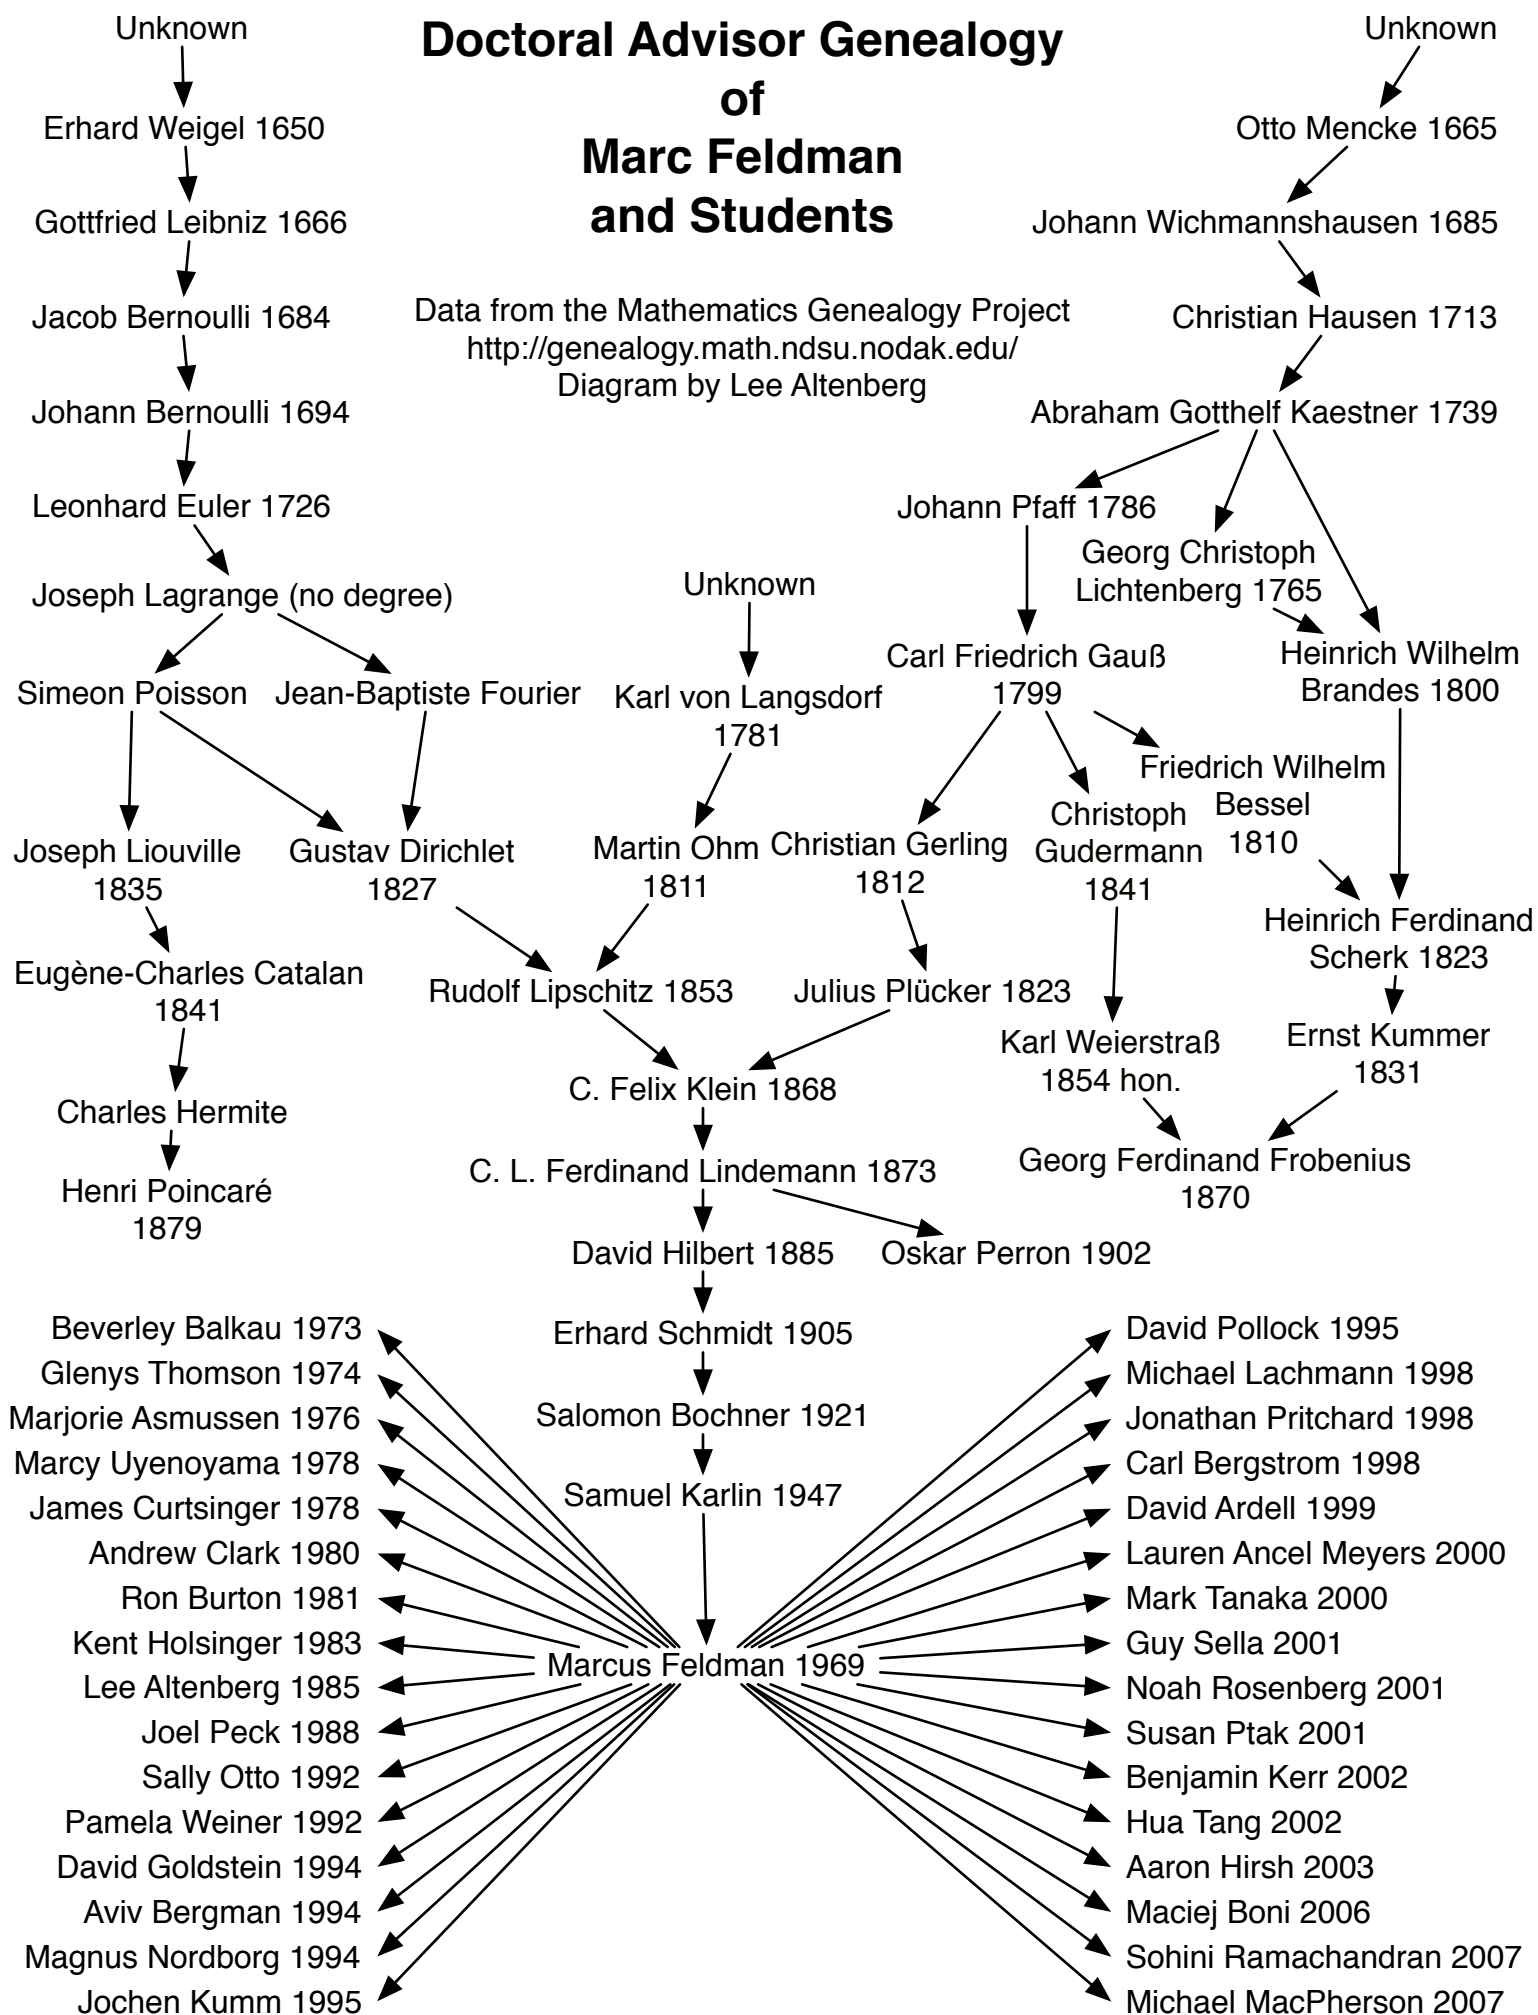 Doctoral Advisor Genealogy
of
Marc Feldman
and Students
Data from the Mathematics Genealogy Project
http://genealogy.math.ndsu.nodak.edu/
Diagram by Lee Altenberg
Unknown
Erhard Weigel 1650
Gottfried Leibniz 1666
Jacob Bernoulli 1684
Johann Bernoulli 1694
Leonhard Euler 1726
Joseph Lagrange (no degree)
Simeon Poisson
Jean-Baptiste Fourier
Joseph Liouville
1835
Gustav Dirichlet
1827
Eugène-Charles Catalan
1841
Charles Hermite
Henri Poincaré
1879
Unknown
Karl von Langsdorf
1781
Martin Ohm
1811
Rudolf Lipschitz 1853
Unknown
Otto Mencke 1665
Johann Wichmannshausen 1685
Christian Hausen 1713
Abraham Gotthelf Kaestner 1739
Johann Pfaff 1786
Georg Christoph
Lichtenberg 1765
Carl Friedrich Gauß
1799
Heinrich Wilhelm
Brandes 1800
Friedrich Wilhelm
Bessel
1810
Christian Gerling
1812
Christoph
Gudermann
1841
Heinrich Ferdinand
Scherk 1823
Julius Plücker 1823
Karl Weierstraß
1854 hon.
Ernst Kummer
1831
Georg Ferdinand Frobenius
1870
C. Felix Klein 1868
C. L. Ferdinand Lindemann 1873
David Hilbert 1885
Oskar Perron 1902
Erhard Schmidt 1905
Salomon Bochner 1921
Samuel Karlin 1947
Marcus Feldman 1969
Beverley Balkau 1973
Glenys Thomson 1974
Marjorie Asmussen 1976
Marcy Uyenoyama 1978
James Curtsinger 1978
Andrew Clark 1980
Ron Burton 1981
Kent Holsinger 1983
Lee Altenberg 1985
Joel Peck 1988
Sally Otto 1992
Pamela Weiner 1992
David Goldstein 1994
Aviv Bergman 1994
Magnus Nordborg 1994
Jochen Kumm 1995
David Pollock 1995
Michael Lachmann 1998
Jonathan Pritchard 1998
Carl Bergstrom 1998
David Ardell 1999
Lauren Ancel Meyers 2000
Mark Tanaka 2000
Guy Sella 2001
Noah Rosenberg 2001
Susan Ptak 2001
Benjamin Kerr 2002
Hua Tang 2002
Aaron Hirsh 2003
Maciej Boni 2006
Sohini Ramachandran 2007
Michael MacPherson 2007